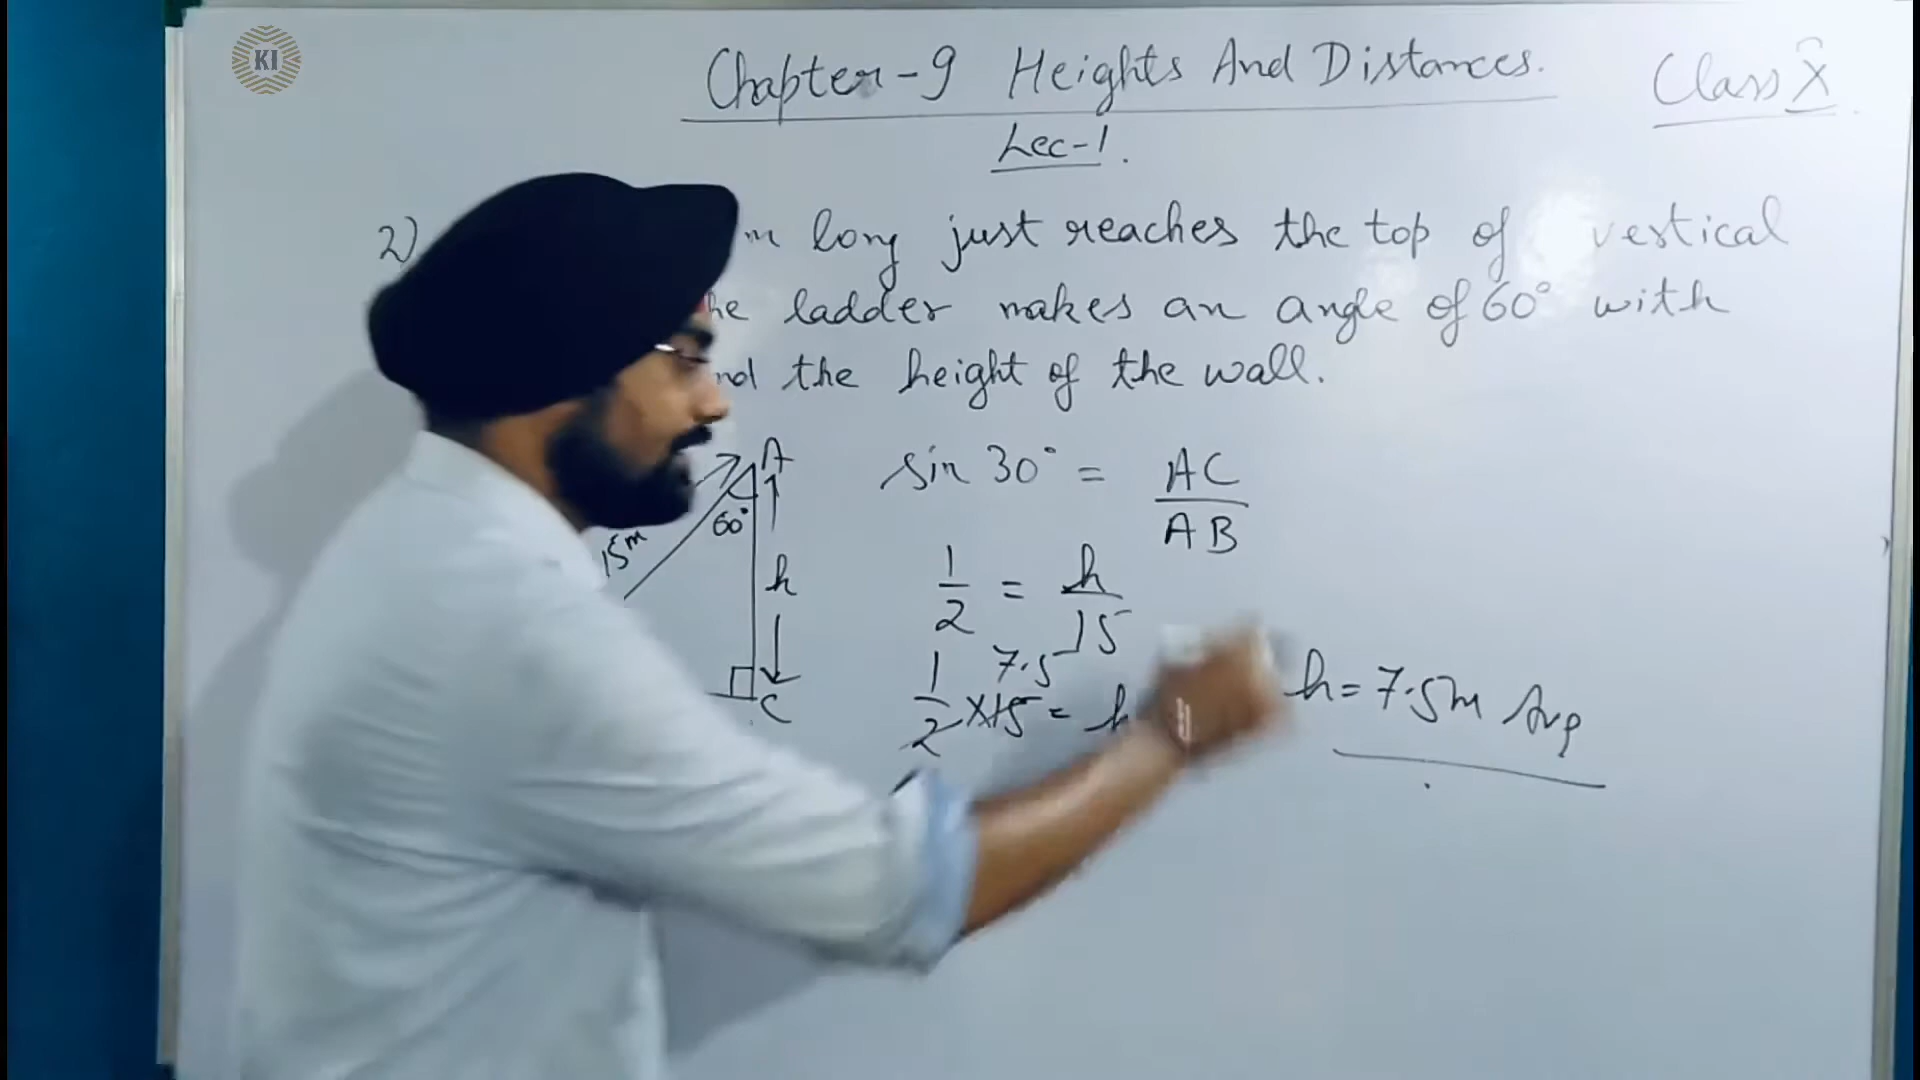 KI
Chapter-9 Heights And Distances.
Class X
Lec-1.
2) m long just reaches the top of vertical
he ladder makes an angle of 60° with
nd the height of the wall.
A
60°
15m
h
C
sin 30° = AC/AB
1/2 = h/15
7.5
1/2 × 15 = h
h = 7.5m Ans